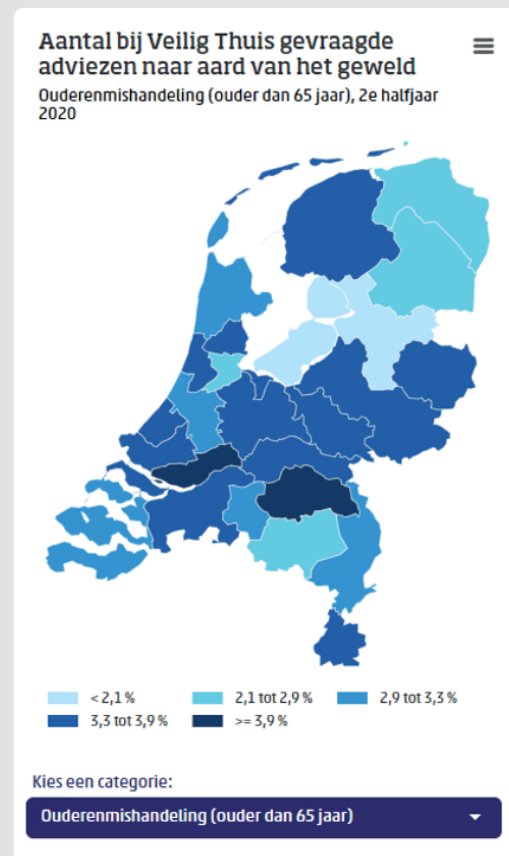 Aantal bij Veilig Thuis gevraagde
adviezen naar aard van het geweld
Ouderenmishandeling (ouder dan 65 jaar), 2e halfjaar
2020
< 2,1 %
2,1 tot 2,9 %
2,9 tot 3,3 %
3,3 tot 3,9 %
>= 3,9 %
Kies een categorie:
Ouderenmishandeling (ouder dan 65 jaar)